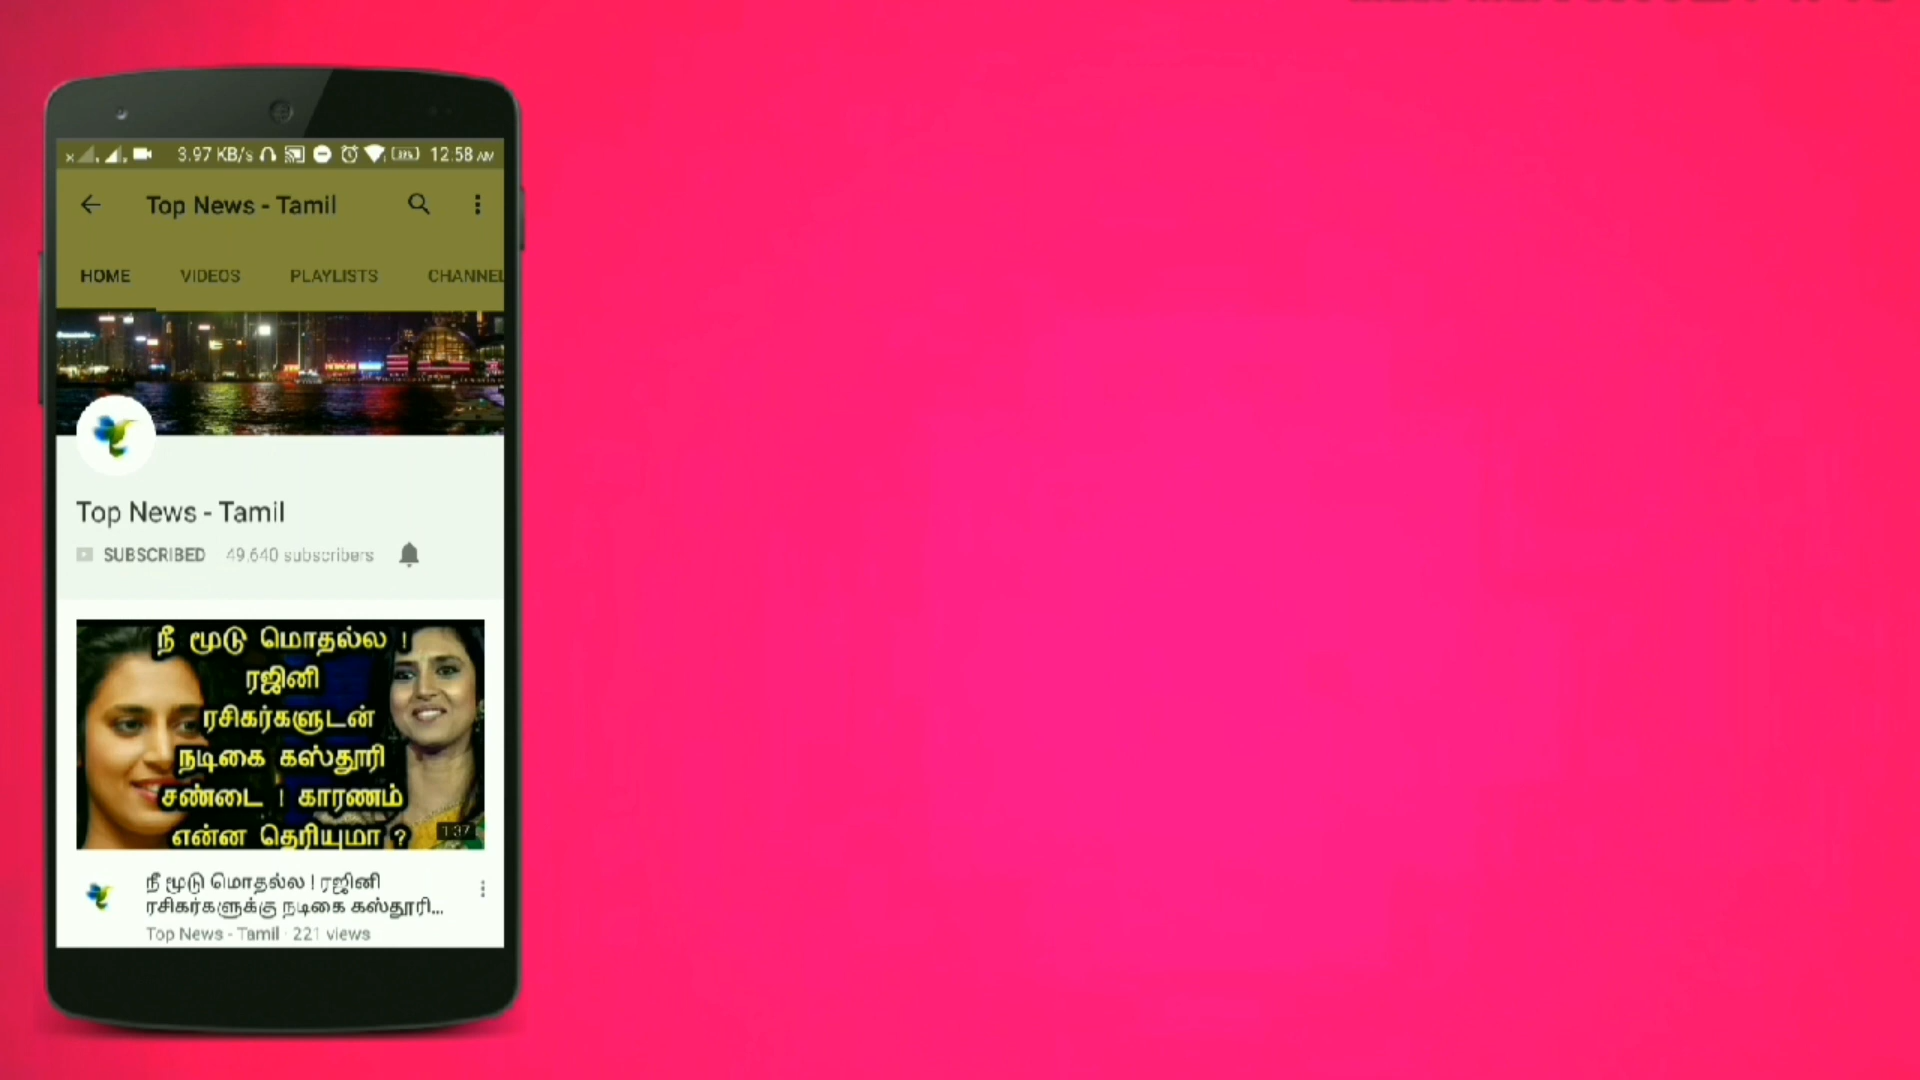 3.97 KB/s 12:58 AM
Top News - Tamil
HOME VIDEOS PLAYLISTS CHANNEL
Top News - Tamil
SUBSCRIBED 49,640 subscribers
நீ மூடு மொதல்ல !
ரஜினி
ரசிகர்களுடன்
நடிகை கஸ்தூரி
சண்டை ! காரணம்
என்ன தெரியுமா ?
1:37
நீ மூடு மொதல்ல ! ரஜினி
ரசிகர்களுக்கு நடிகை கஸ்தூரி...
Top News - Tamil · 221 views